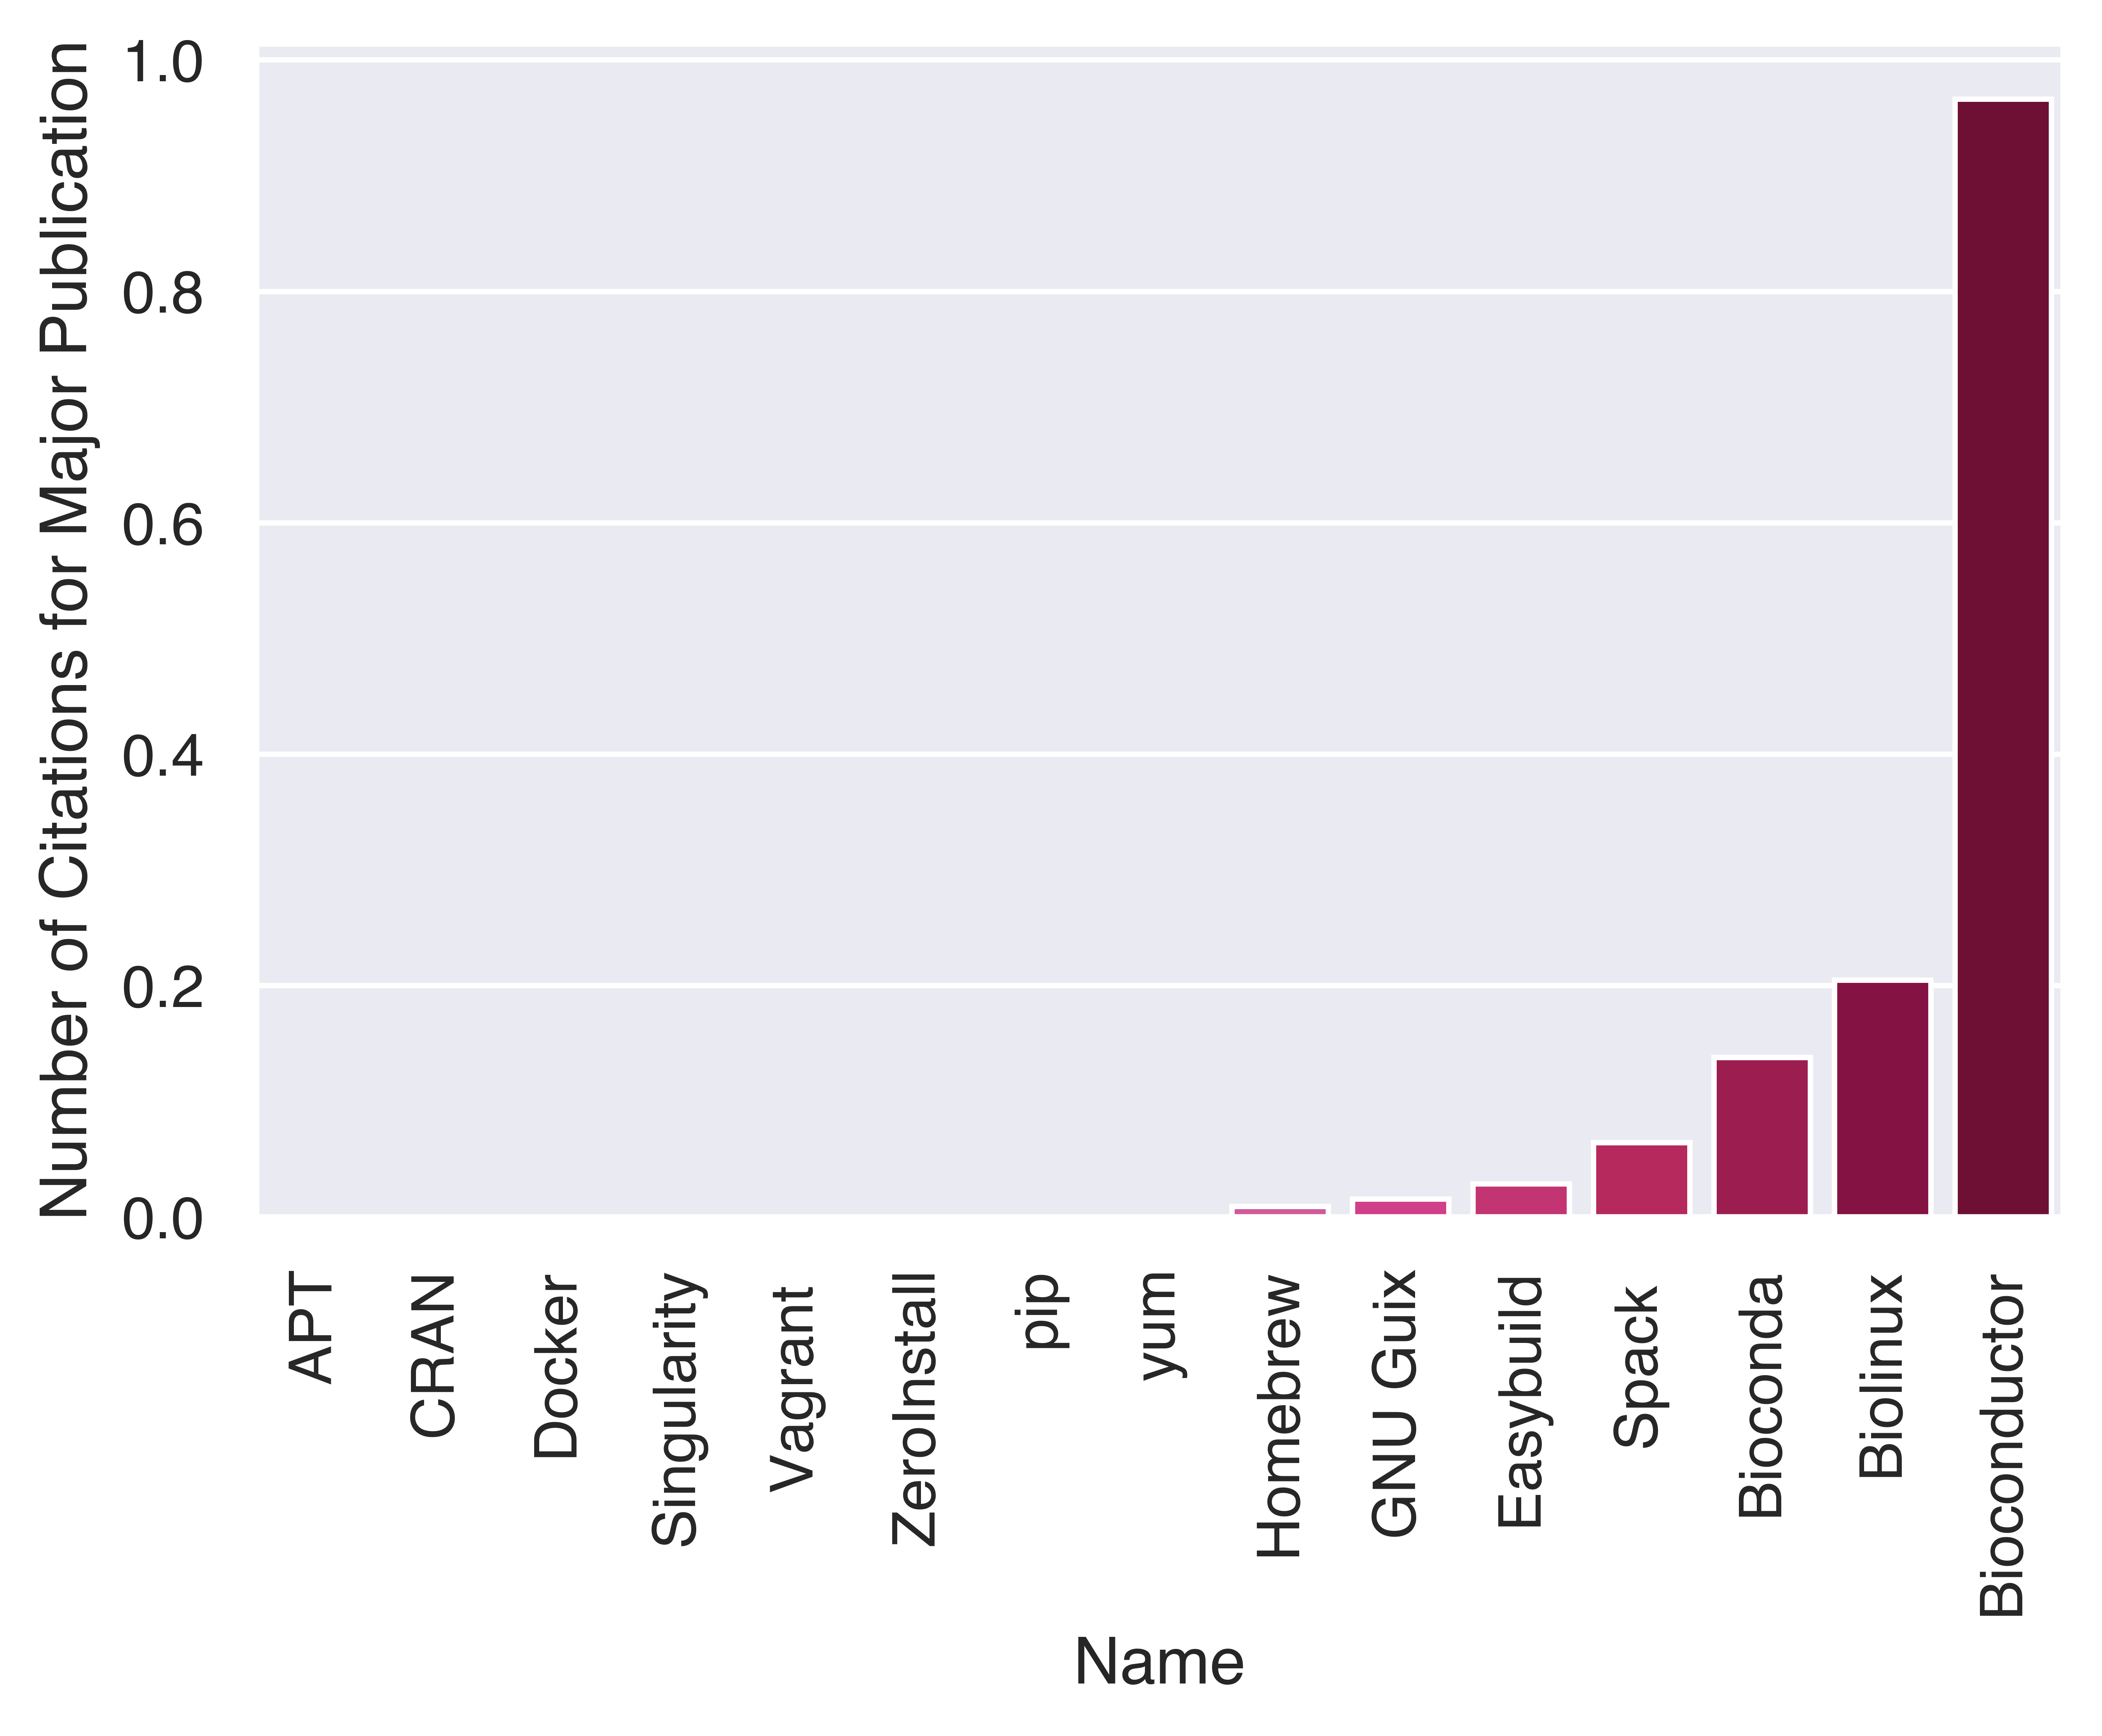 Number of Citations for Major Publication
1.0
0.8
0.6
0.4
0.2
0.0
APT
CRAN
Docker
Singularity
Vagrant
ZeroInstall
pip
yum
Homebrew
GNU Guix
Easybuild
Spack
Bioconda
Biolinux
Bioconductor
Name